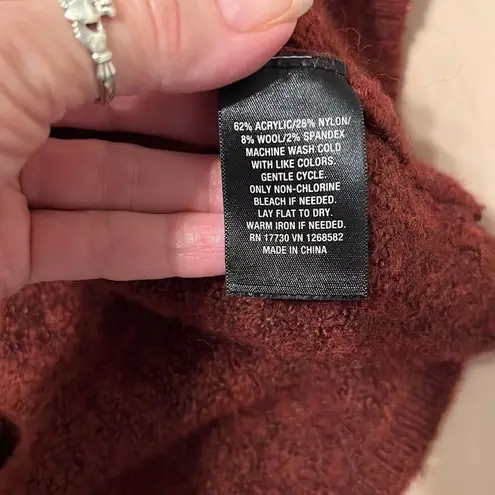 62% ACRYLIC/28% NYLON/
8% WOOL/2% SPANDEX
MACHINE WASH COLD
WITH LIKE COLORS.
GENTLE CYCLE.
ONLY NON-CHLORINE
BLEACH IF NEEDED.
LAY FLAT TO DRY.
WARM IRON IF NEEDED.
RN 17730 VN 1268582
MADE IN CHINA